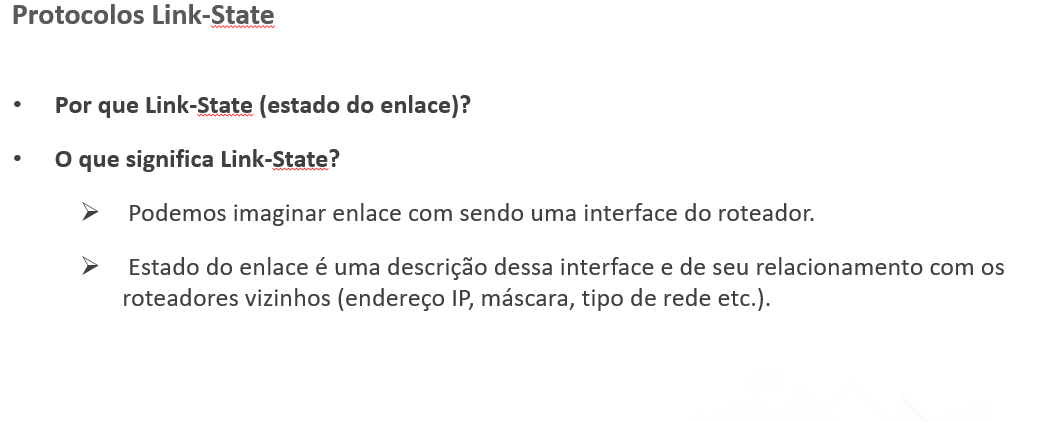 Protocolos Link-State
• Por que Link-State (estado do enlace)?
• O que significa Link-State?
➢ Podemos imaginar enlace com sendo uma interface do roteador.
➢ Estado do enlace é uma descrição dessa interface e de seu relacionamento com os
roteadores vizinhos (endereço IP, máscara, tipo de rede etc.).